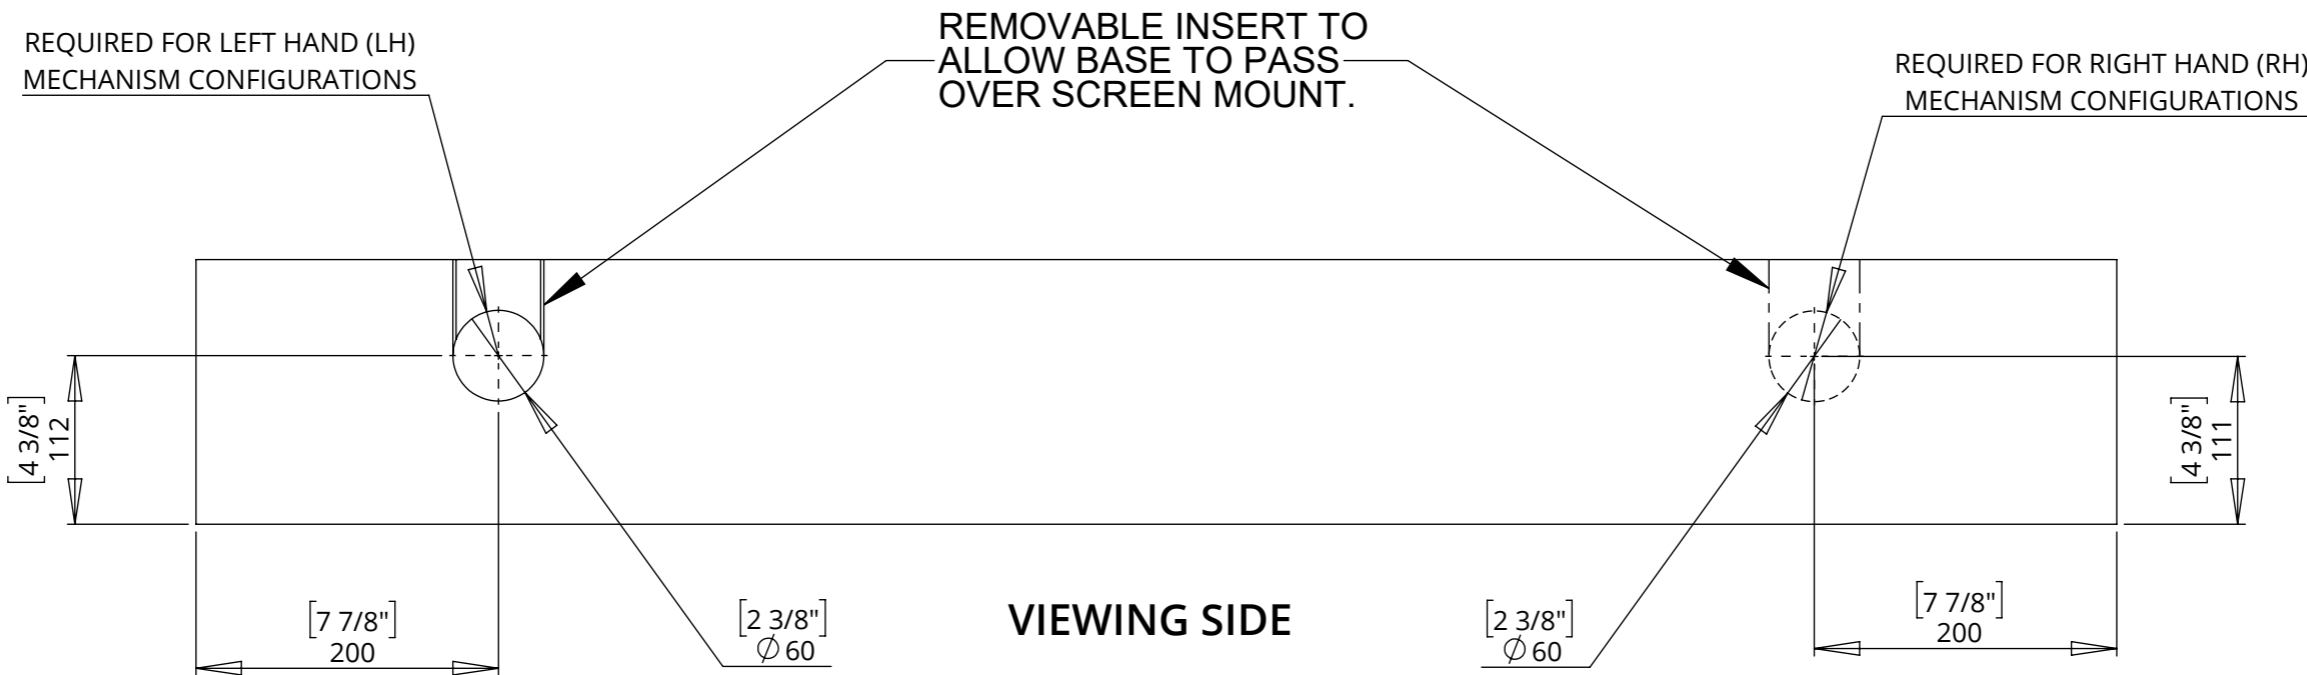 REQUIRED FOR LEFT HAND (LH)
MECHANISM CONFIGURATIONS
REMOVABLE INSERT TO
ALLOW BASE TO PASS
OVER SCREEN MOUNT.
REQUIRED FOR RIGHT HAND (RH)
MECHANISM CONFIGURATIONS
[4 3/8"]
112
[4 3/8"]
111
[7 7/8"]
200
[2 3/8"]
∅ 60
VIEWING SIDE
[2 3/8"]
∅ 60
[7 7/8"]
200